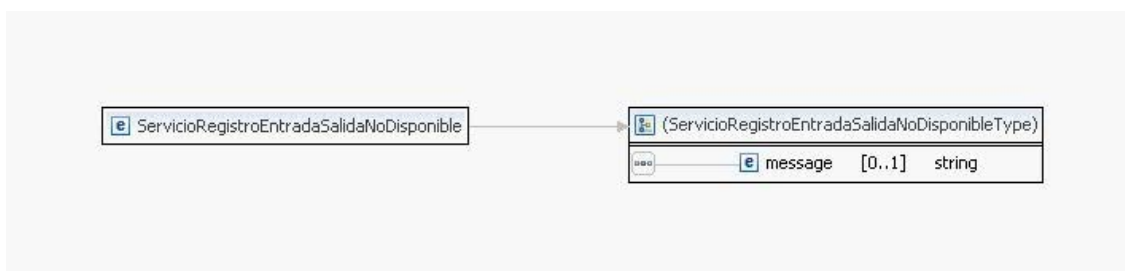 e ServicioRegistroEntradaSalidaNoDisponible
(ServicioRegistroEntradaSalidaNoDisponibleType)
e message [0..1] string